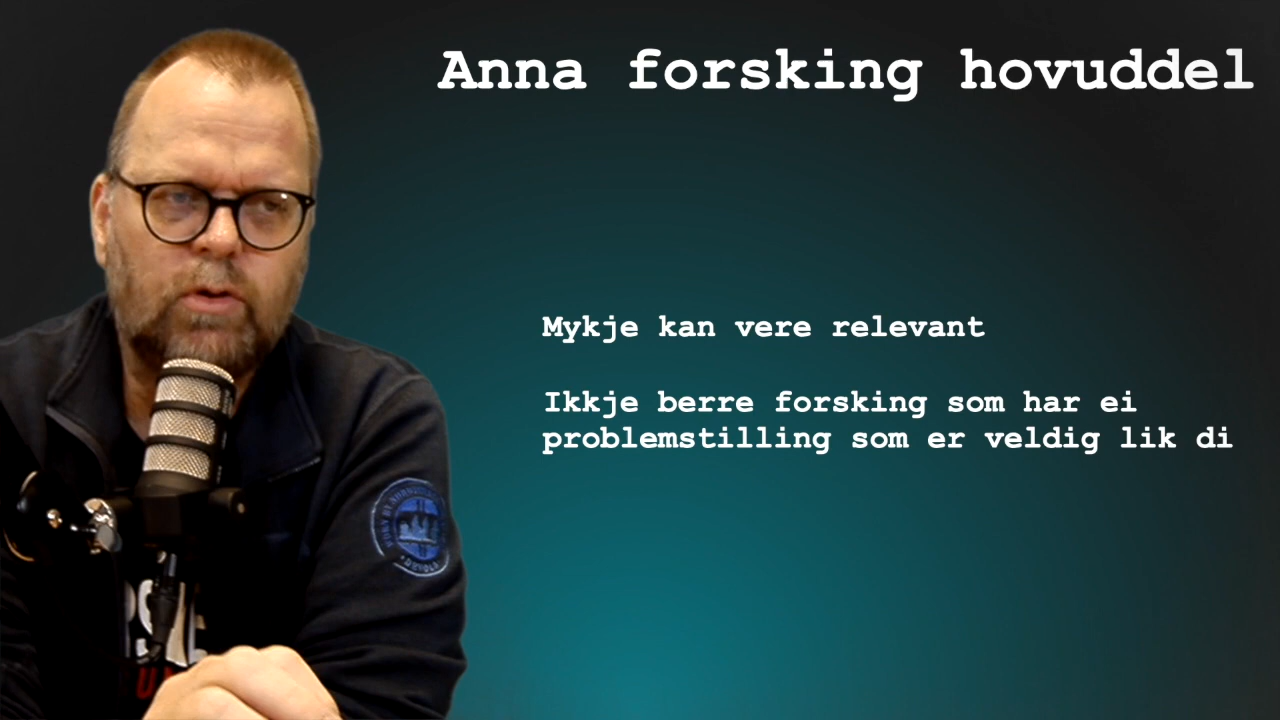 Anna forsking hovuddel
Mykje kan vere relevant
Ikkje berre forsking som har ei
problemstilling som er veldig lik di
DEVOLD